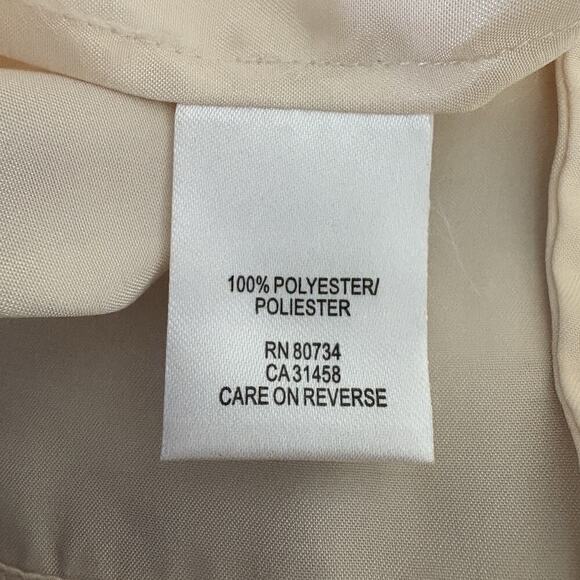 100% POLYESTER/
POLIESTER
RN 80734
CA 31458
CARE ON REVERSE